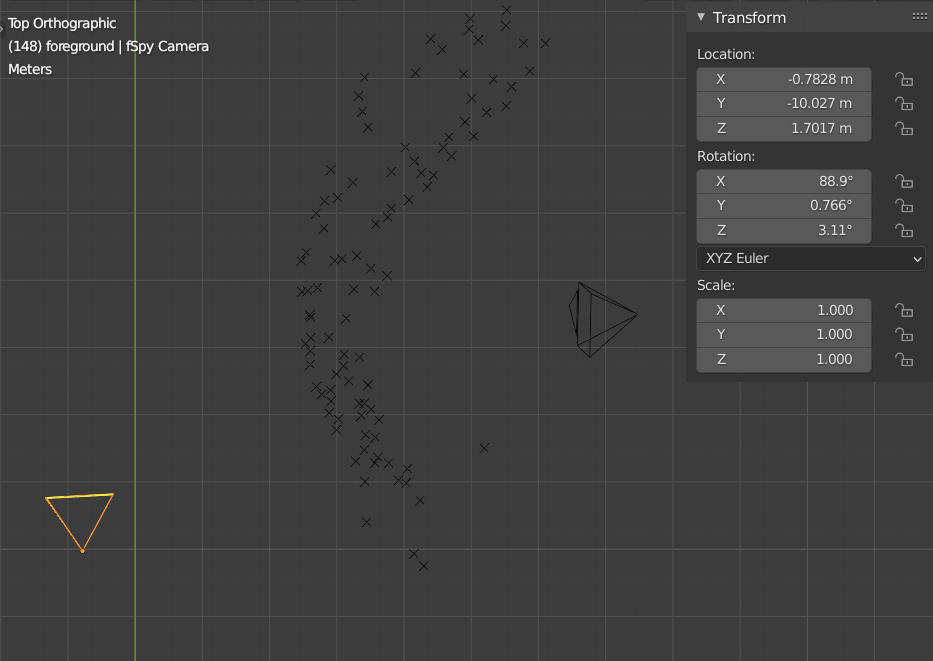 Top Orthographic
(148) foreground | fSpy Camera
Meters
Transform
Location:
X -0.7828 m
Y -10.027 m
Z 1.7017 m
Rotation:
X 88.9°
Y 0.766°
Z 3.11°
XYZ Euler
Scale:
X 1.000
Y 1.000
Z 1.000